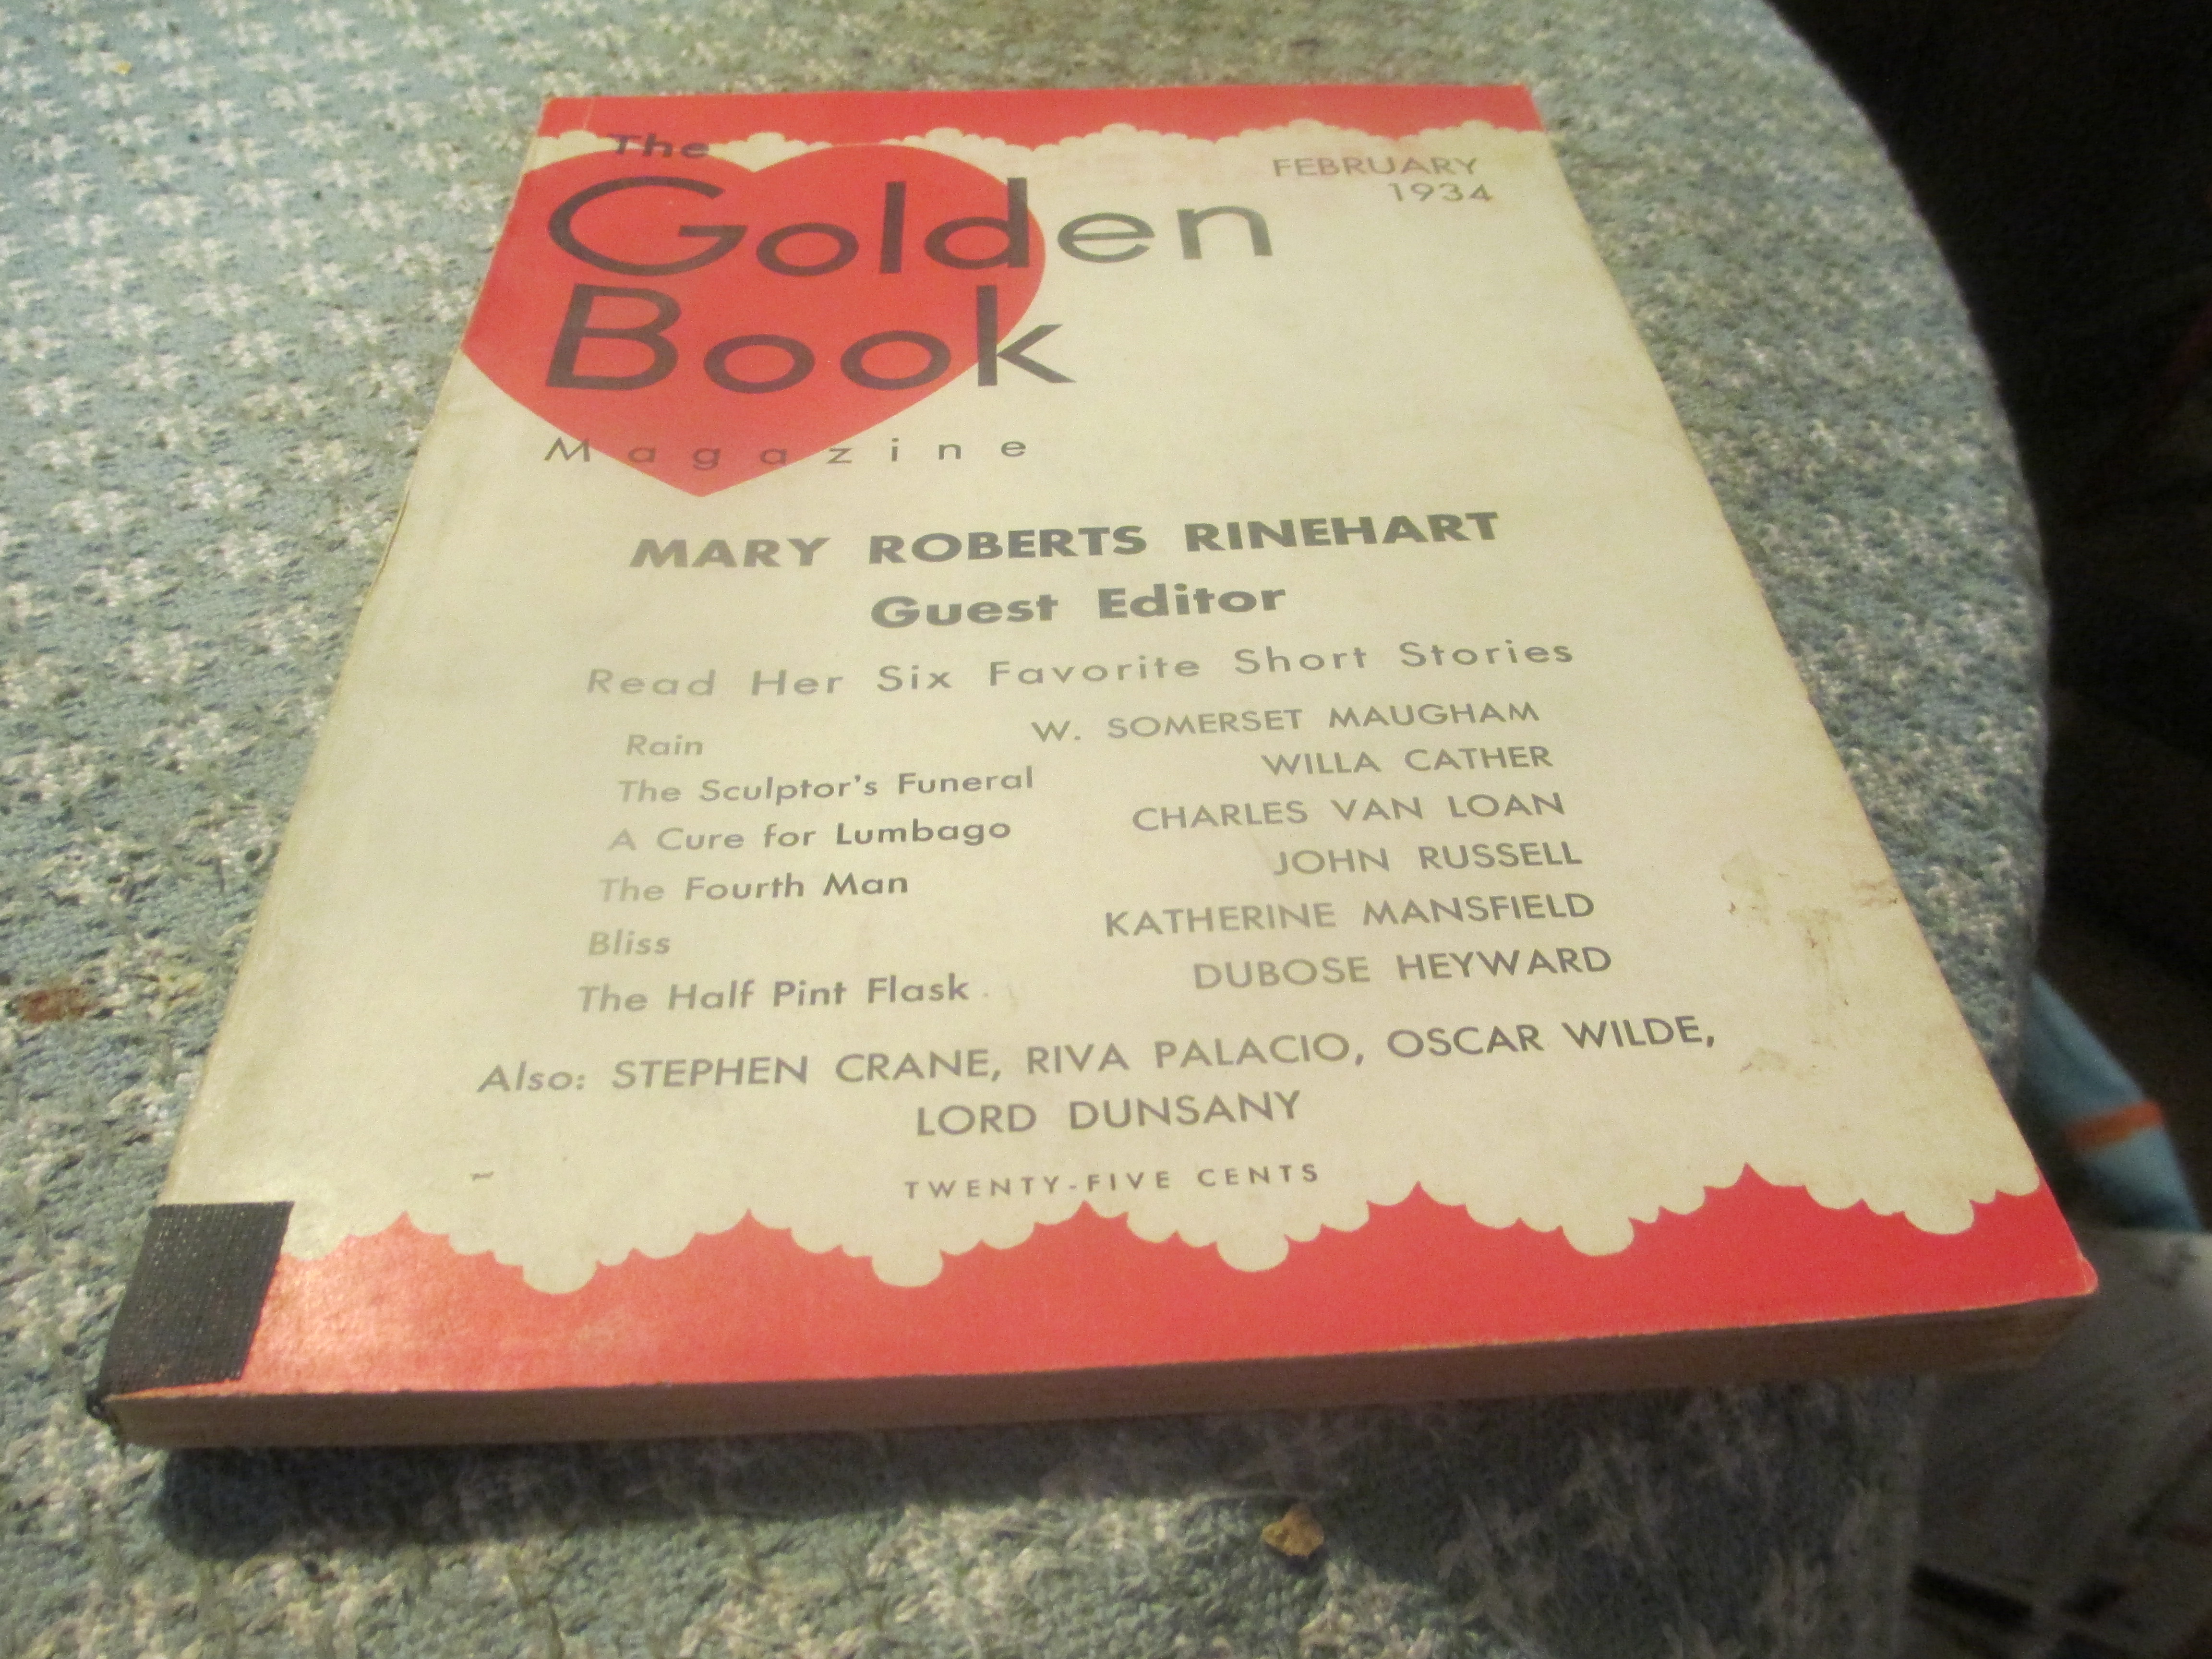 The
Golden
Book
Magazine
FEBRUARY
1934
MARY ROBERTS RINEHART
Guest Editor
Read Her Six Favorite Short Stories
Rain W. SOMERSET MAUGHAM
The Sculptor's Funeral WILLA CATHER
A Cure for Lumbago CHARLES VAN LOAN
The Fourth Man JOHN RUSSELL
Bliss KATHERINE MANSFIELD
The Half Pint Flask DUBOSE HEYWARD
Also: STEPHEN CRANE, RIVA PALACIO, OSCAR WILDE,
LORD DUNSANY
TWENTY-FIVE CENTS